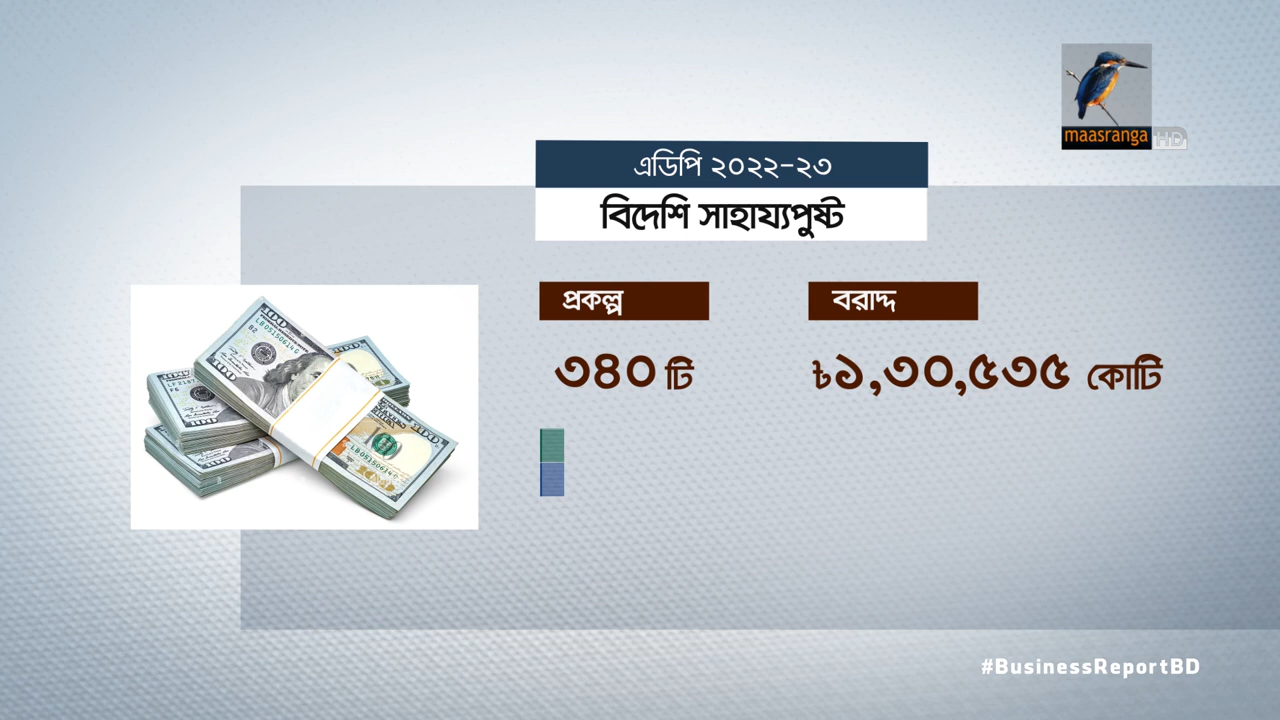 maasranga HD
এডিপি ২০২২-২৩
বিদেশি সাহায্যপুষ্ট
প্রকল্প
বরাদ্দ
৩৪০ টি
৳১,৩০,৫৩৫ কোটি
#BusinessReportBD